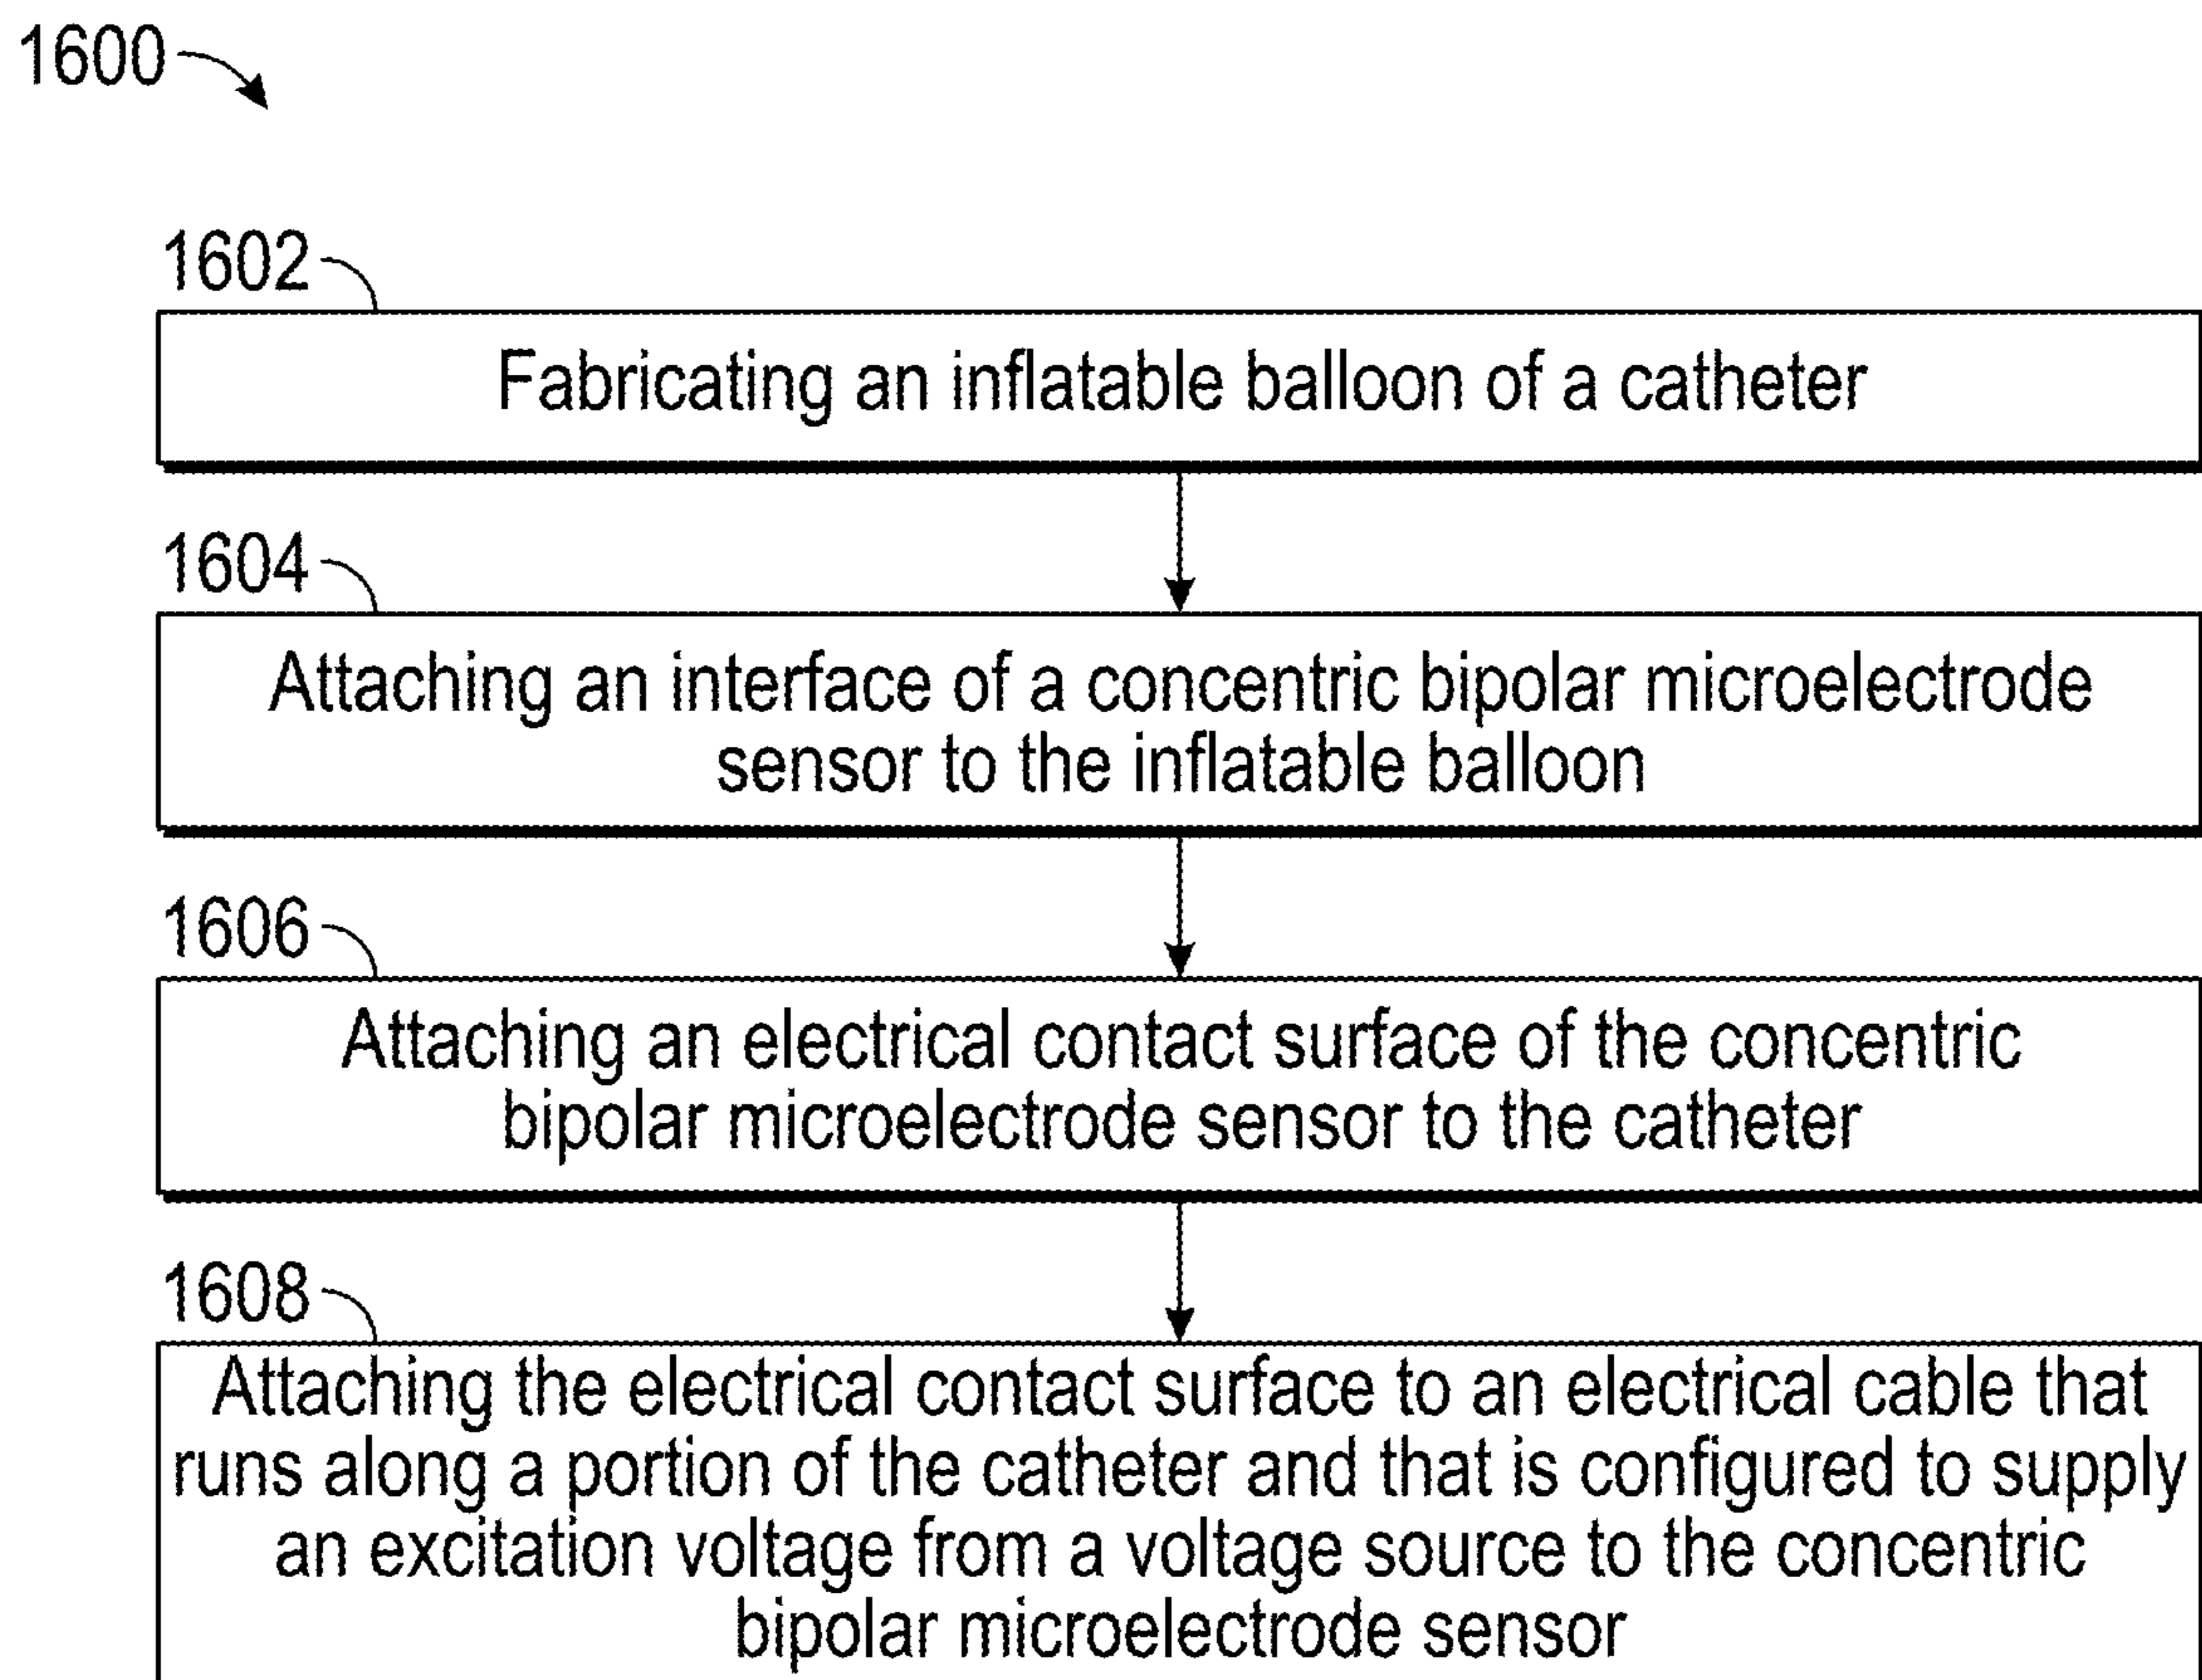 1600
1602
Fabricating an inflatable balloon of a catheter
1604
Attaching an interface of a concentric bipolar microelectrode
sensor to the inflatable balloon
1606
Attaching an electrical contact surface of the concentric
bipolar microelectrode sensor to the catheter
1608
Attaching the electrical contact surface to an electrical cable that
runs along a portion of the catheter and that is configured to supply
an excitation voltage from a voltage source to the concentric
bipolar microelectrode sensor